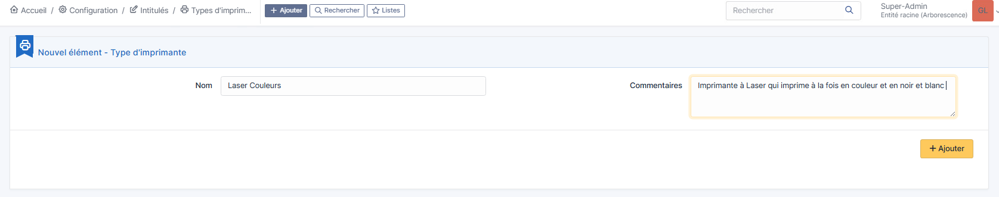 Accueil / Configuration / Intitulés / Types d'imprim... + Ajouter Rechercher Listes Rechercher Super-Admin
Entité racine (Arborescence) GL
Nouvel élément - Type d'imprimante
Nom Laser Couleurs Commentaires Imprimante à Laser qui imprime à la fois en couleur et en noir et blanc
+ Ajouter